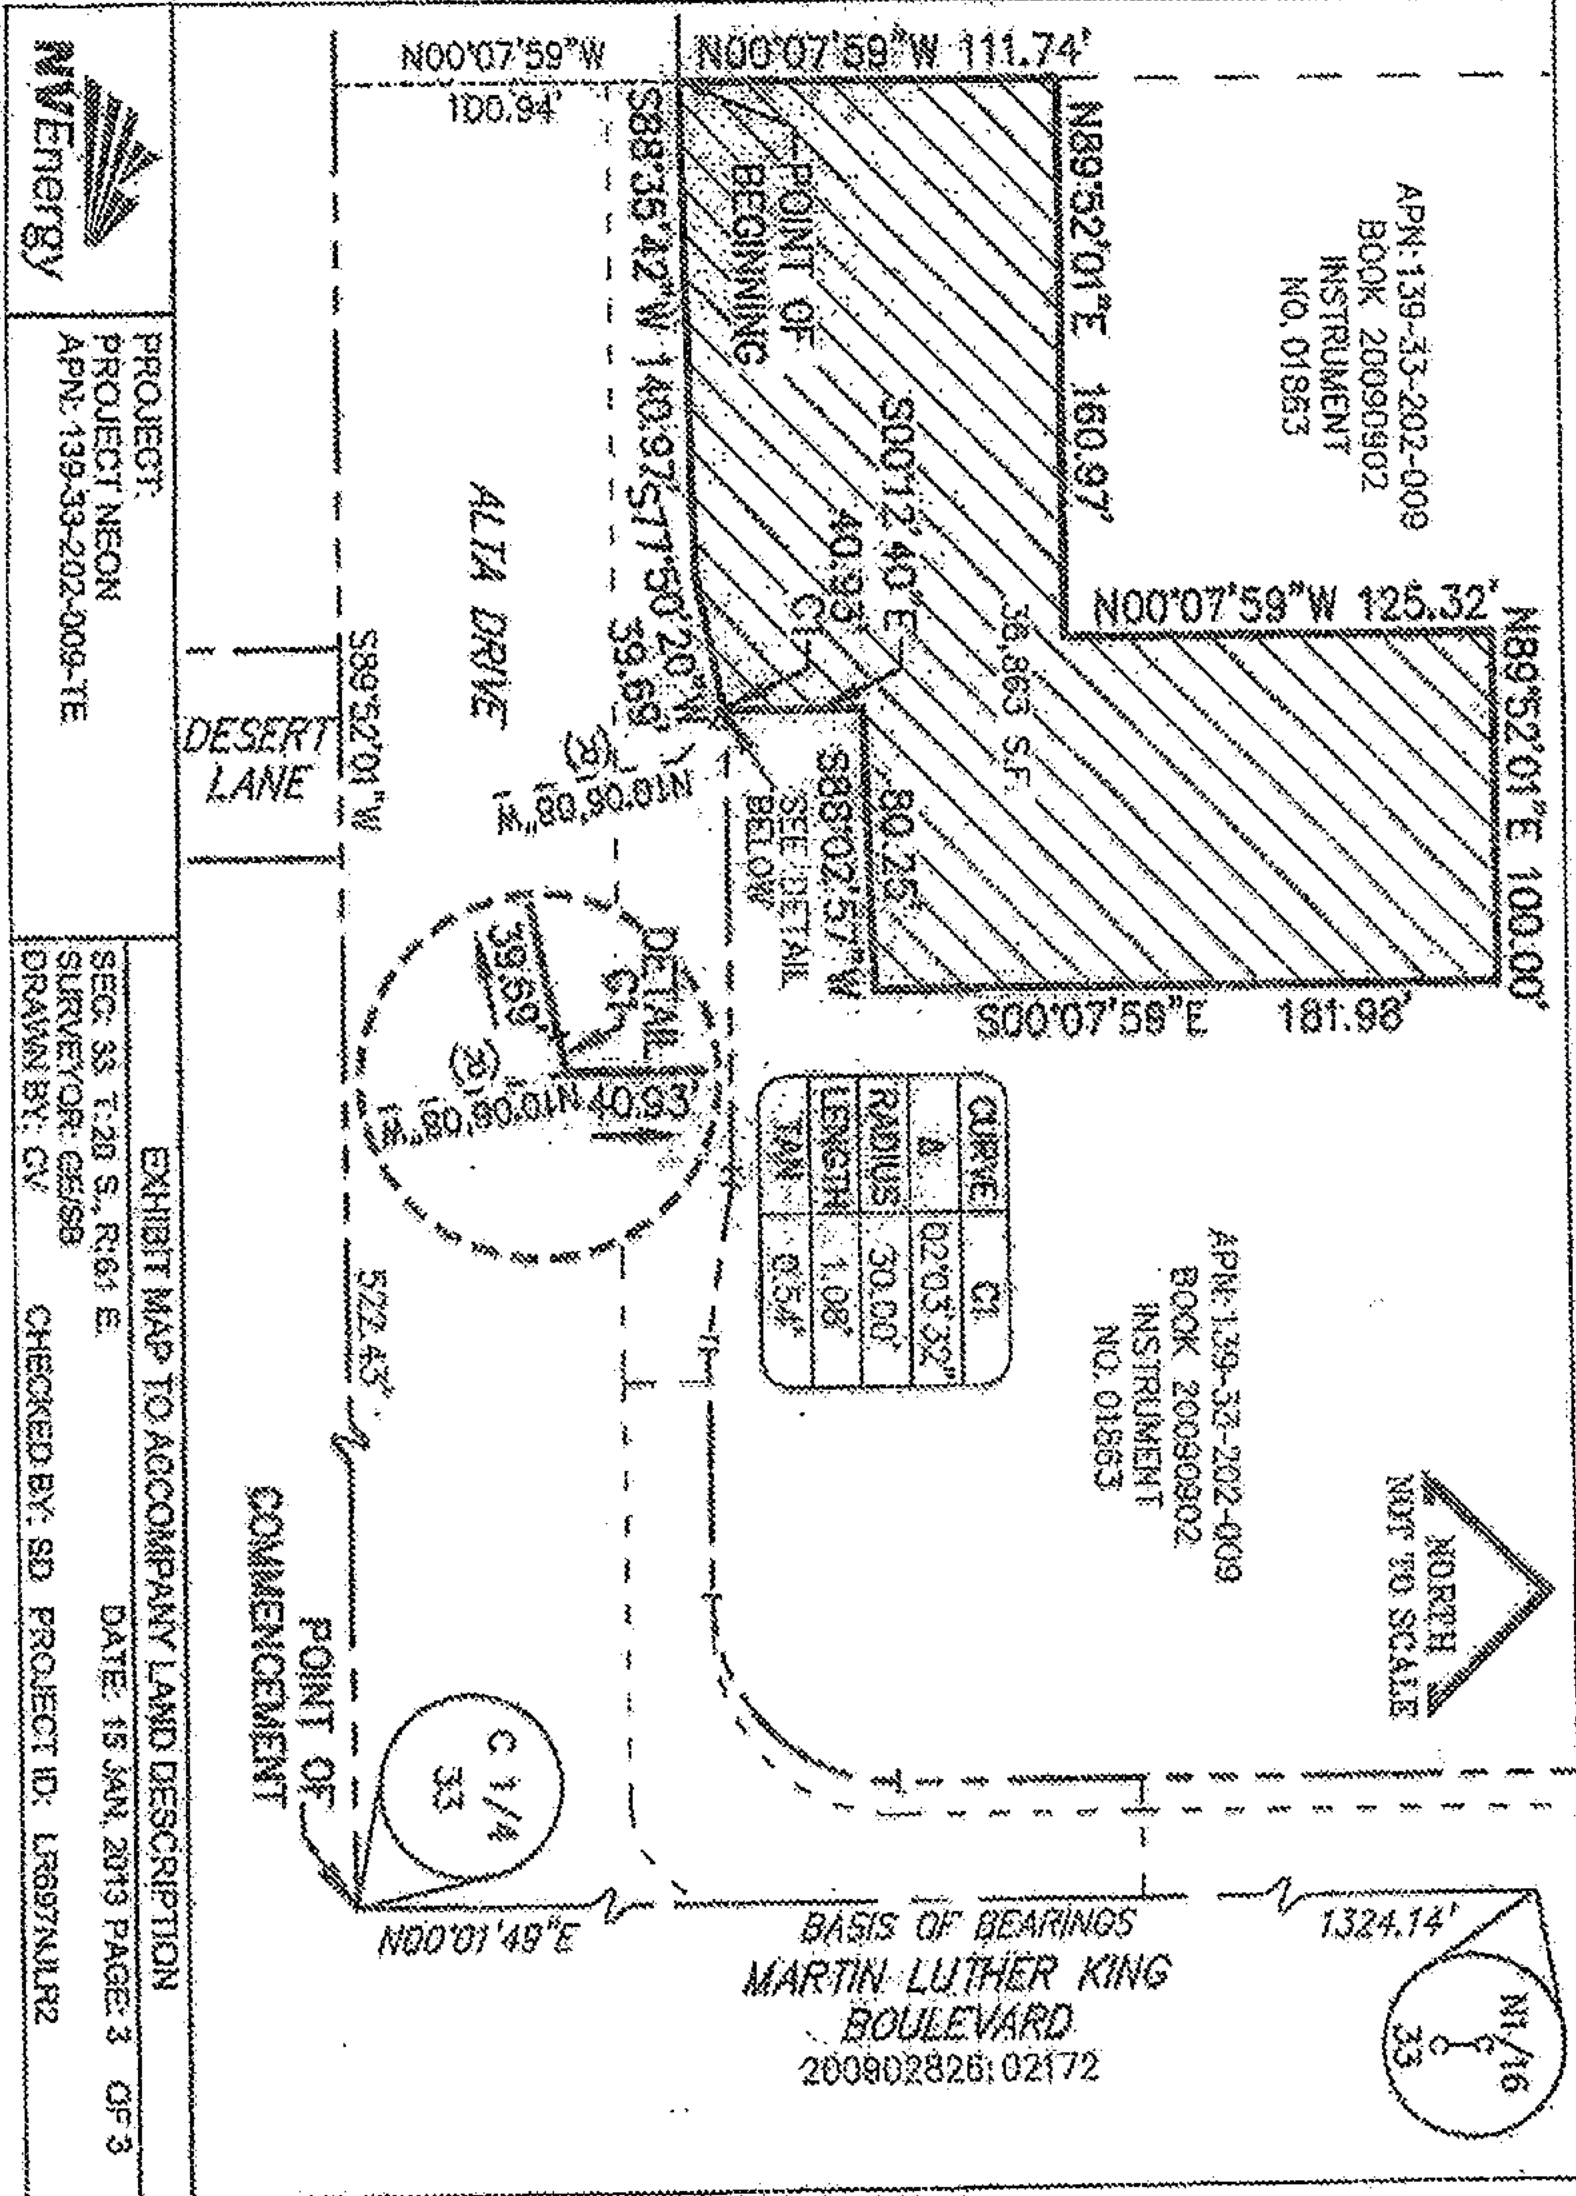 N00°07'59"W 111.74'
N00°07'59"W
100.94'
N89°52'01"E 160.97'
APN:139-33-202-009
BOOK 20090902
INSTRUMENT
NO. 01863
N00°07'59"W 125.32'
N89°52'01"E 100.00'
S00°07'59"E 181.98'
S88°02'57"W
80.25'
S00°12'40"E
40.93'
C1
36,863 S.F.
POINT OF
BEGINNING
S88°35'42"W 140.97'
S77°50'20"W
39.69'
N10°06'08"W
(R)
SEE DETAIL
BELOW
ALTA DRIVE
DESERT
LANE
S89°52'01"W
522.43'
DETAIL
C1
39.69'
40.93'
N10°06'08"W
(R)
CURVE C1
Δ 02°03'32"
RADIUS 30.00'
LENGTH 1.08'
TAN 0.54'
APN:139-33-202-009
BOOK 20090902
INSTRUMENT
NO. 01863
NORTH
NOT TO SCALE
POINT OF
COMMENCEMENT
C 1/4
33
N00°01'49"E
BASIS OF BEARINGS
MARTIN LUTHER KING
BOULEVARD
200902826:02172
1324.14'
N1/16
C-C
33
NVEnergy
PROJECT:
PROJECT NEON
APN: 139-33-202-009-TE
EXHIBIT MAP TO ACCOMPANY LAND DESCRIPTION
SEC: 33 T:20 S., R:61 E. DATE: 15 JAN, 2013 PAGE: 3 OF 3
SURVEYOR: GE/SB
DRAWN BY: CV CHECKED BY: SD PROJECT ID: LR697NULR2